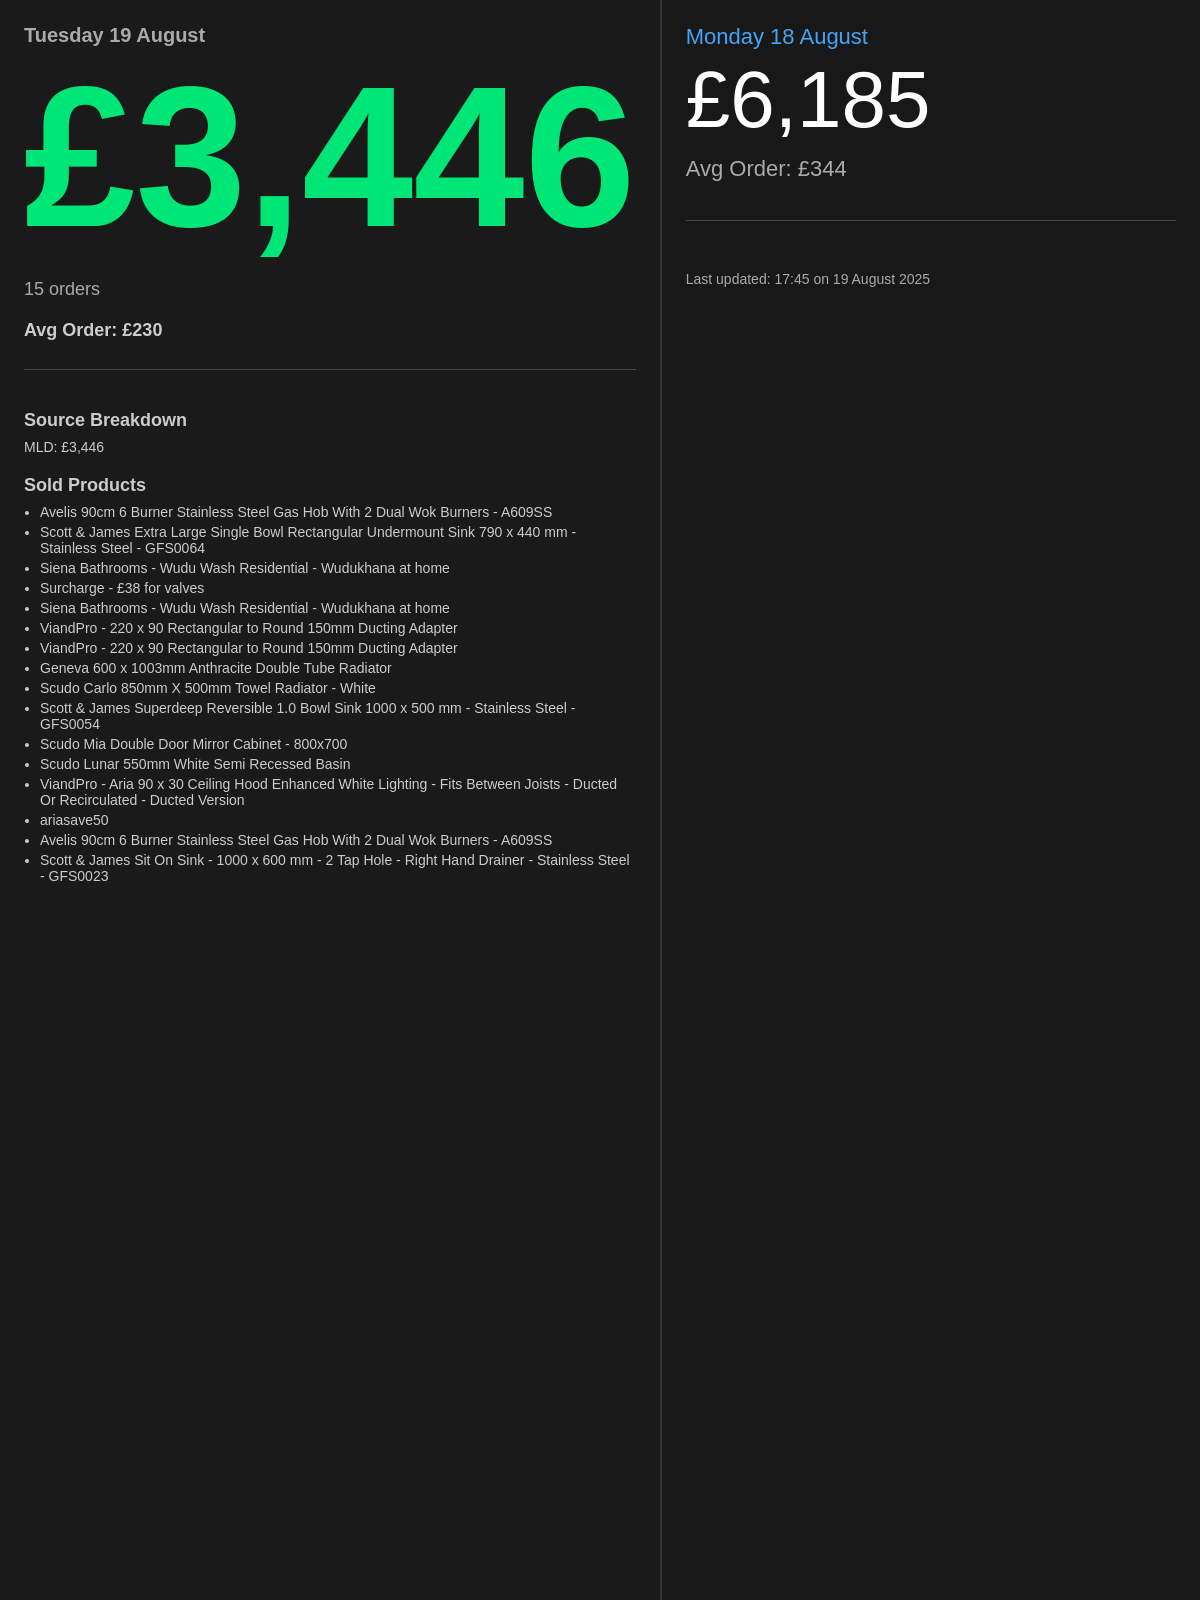 Tuesday 19 August
£3,446
15 orders
Avg Order: £230
Source Breakdown
MLD: £3,446
Sold Products
• Avelis 90cm 6 Burner Stainless Steel Gas Hob With 2 Dual Wok Burners - A609SS
• Scott & James Extra Large Single Bowl Rectangular Undermount Sink 790 x 440 mm -
Stainless Steel - GFS0064
• Siena Bathrooms - Wudu Wash Residential - Wudukhana at home
• Surcharge - £38 for valves
• Siena Bathrooms - Wudu Wash Residential - Wudukhana at home
• ViandPro - 220 x 90 Rectangular to Round 150mm Ducting Adapter
• ViandPro - 220 x 90 Rectangular to Round 150mm Ducting Adapter
• Geneva 600 x 1003mm Anthracite Double Tube Radiator
• Scudo Carlo 850mm X 500mm Towel Radiator - White
• Scott & James Superdeep Reversible 1.0 Bowl Sink 1000 x 500 mm - Stainless Steel -
GFS0054
• Scudo Mia Double Door Mirror Cabinet - 800x700
• Scudo Lunar 550mm White Semi Recessed Basin
• ViandPro - Aria 90 x 30 Ceiling Hood Enhanced White Lighting - Fits Between Joists - Ducted
Or Recirculated - Ducted Version
• ariasave50
• Avelis 90cm 6 Burner Stainless Steel Gas Hob With 2 Dual Wok Burners - A609SS
• Scott & James Sit On Sink - 1000 x 600 mm - 2 Tap Hole - Right Hand Drainer - Stainless Steel
- GFS0023
Monday 18 August
£6,185
Avg Order: £344
Last updated: 17:45 on 19 August 2025